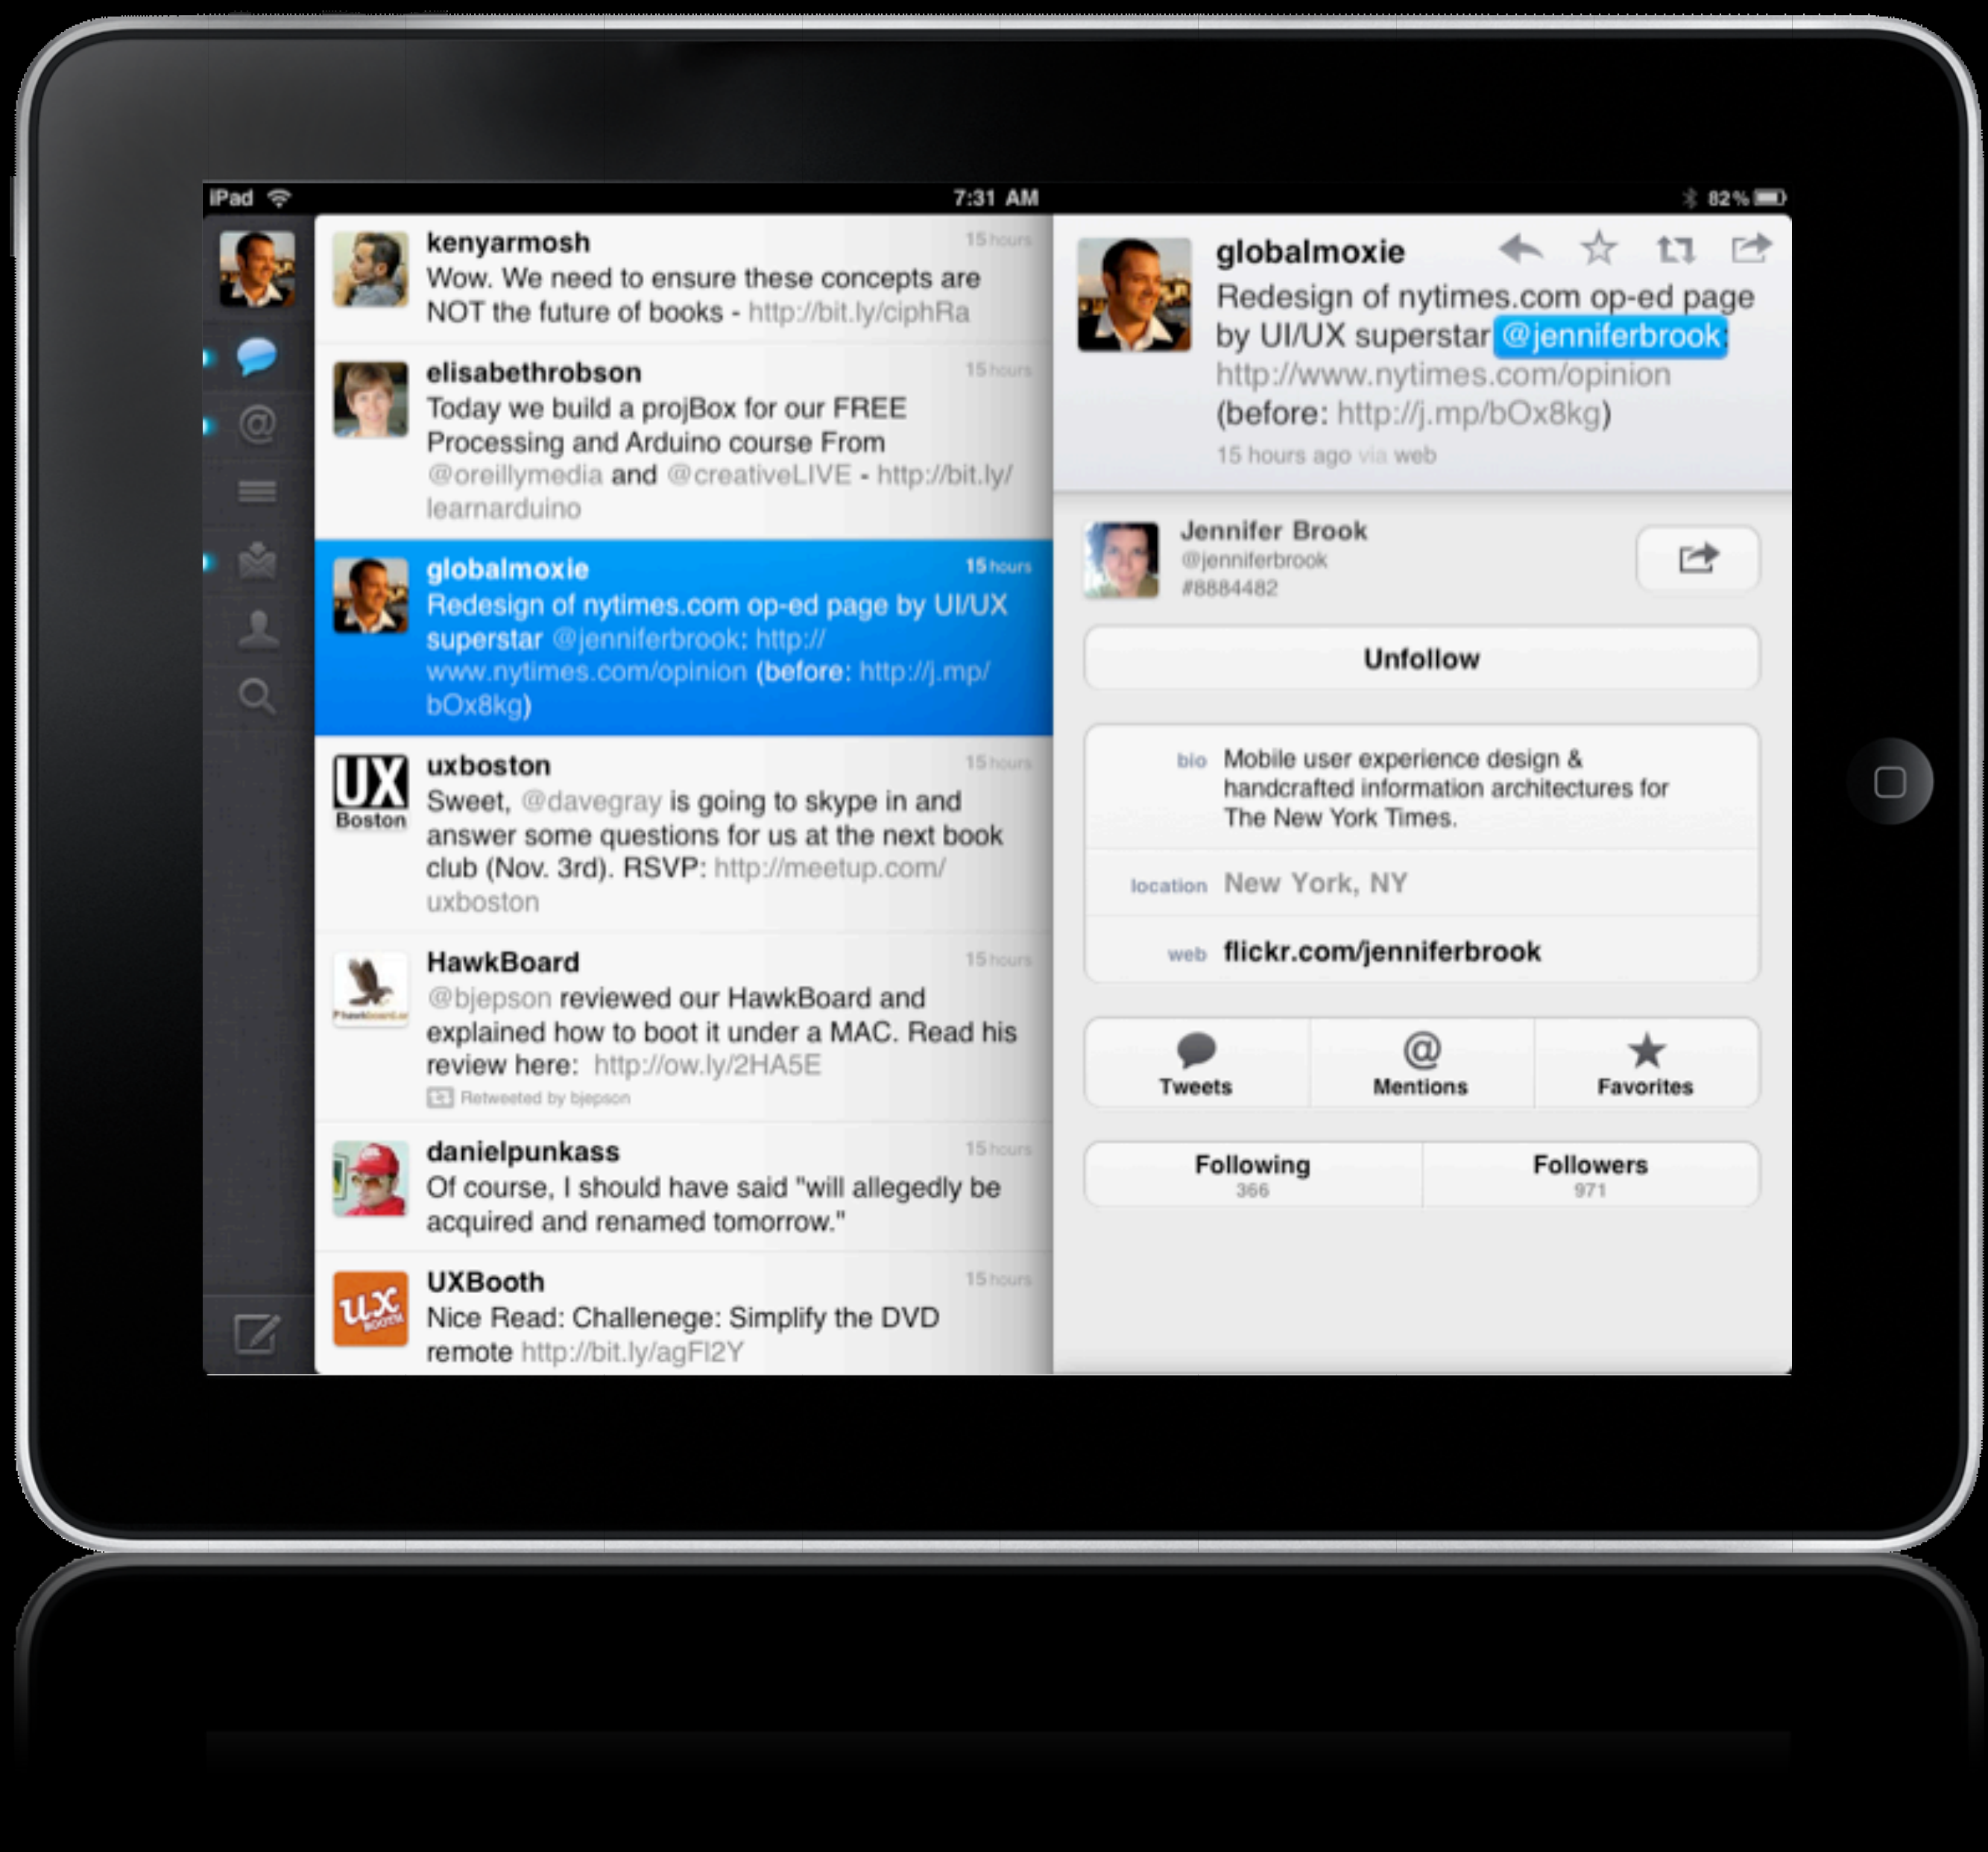 iPad
7:31 AM
82%
kenyarmosh
15 hours
Wow. We need to ensure these concepts are
NOT the future of books - http://bit.ly/ciphRa
elisabethrobson
15 hours
Today we build a projBox for our FREE
Processing and Arduino course From
@oreillymedia and @creativeLIVE - http://bit.ly/
learnarduino
globalmoxie
15 hours
Redesign of nytimes.com op-ed page by UI/UX
superstar @jenniferbrook: http://
www.nytimes.com/opinion (before: http://j.mp/
bOx8kg)
UX
Boston
uxboston
15 hours
Sweet, @davegray is going to skype in and
answer some questions for us at the next book
club (Nov. 3rd). RSVP: http://meetup.com/
uxboston
HawkBoard
15 hours
@bjepson reviewed our HawkBoard and
explained how to boot it under a MAC. Read his
review here: http://ow.ly/2HA5E
Retweeted by bjepson
danielpunkass
15 hours
Of course, I should have said "will allegedly be
acquired and renamed tomorrow."
ux
BOOTH
UXBooth
15 hours
Nice Read: Challenege: Simplify the DVD
remote http://bit.ly/agFl2Y
globalmoxie
Redesign of nytimes.com op-ed page
by UI/UX superstar @jenniferbrook:
http://www.nytimes.com/opinion
(before: http://j.mp/bOx8kg)
15 hours ago via web
Jennifer Brook
@jenniferbrook
#8884482
Unfollow
bio Mobile user experience design &
handcrafted information architectures for
The New York Times.
location New York, NY
web flickr.com/jenniferbrook
Tweets
@
Mentions
Favorites
Following
366
Followers
971